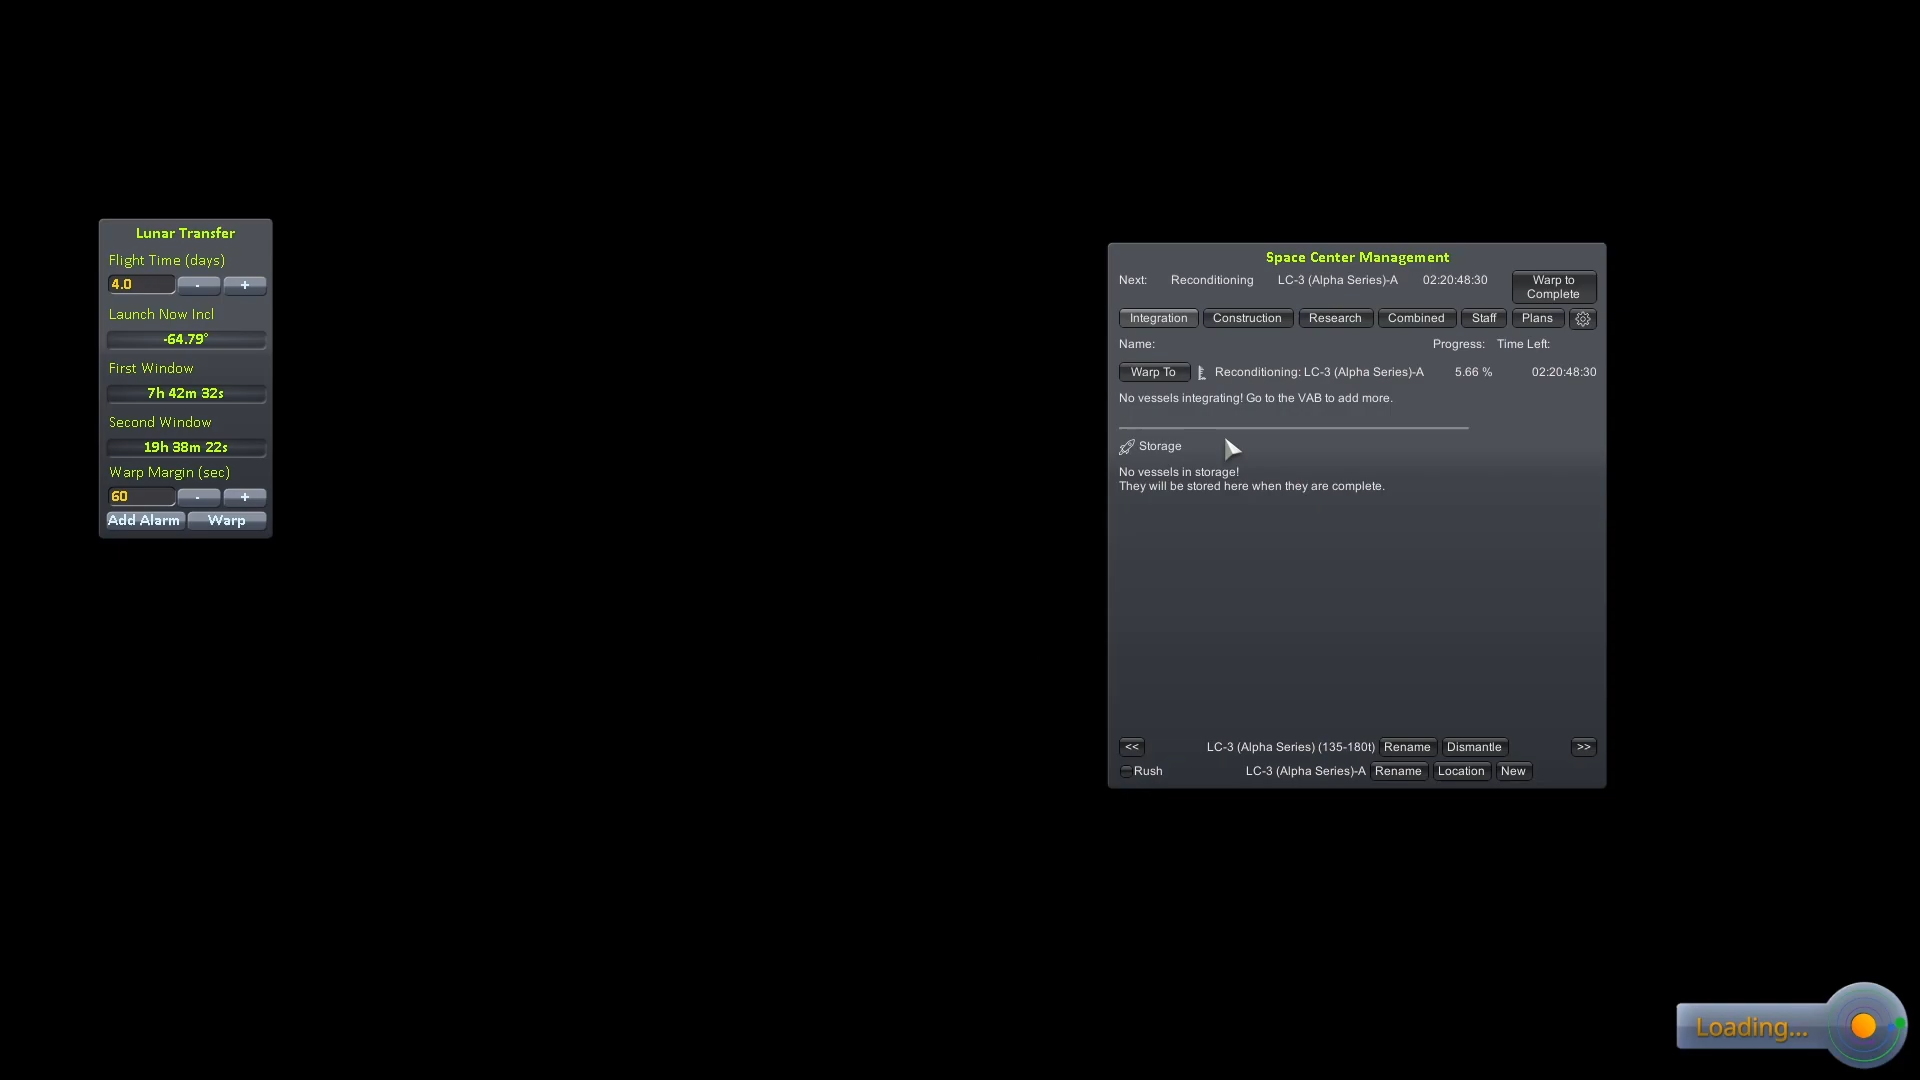 Lunar Transfer
Flight Time (days)
4.0 - +
Launch Now Incl
-64.79°
First Window
7h 42m 32s
Second Window
19h 38m 22s
Warp Margin (sec)
60 - +
Add Alarm Warp
Space Center Management
Next: Reconditioning LC-3 (Alpha Series)-A 02:20:48:30 Warp to Complete
Integration Construction Research Combined Staff Plans
Name: Progress: Time Left:
Warp To Reconditioning: LC-3 (Alpha Series)-A 5.66 % 02:20:48:30
No vessels integrating! Go to the VAB to add more.
Storage
No vessels in storage!
They will be stored here when they are complete.
<< LC-3 (Alpha Series) (135-180t) Rename Dismantle >>
Rush LC-3 (Alpha Series)-A Rename Location New
Loading...